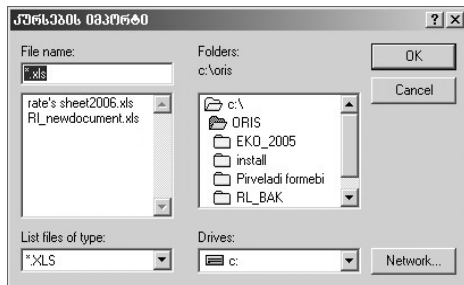 კურსების იმპორტი
File name:
*.xls
rate's sheet2006.xls
RI_newdocument.xls
List files of type:
*.XLS
Folders:
c:\oris
c:\
ORIS
EKO_2005
install
Pirveladi formebi
RL_BAK
Drives:
c:
OK
Cancel
Network...